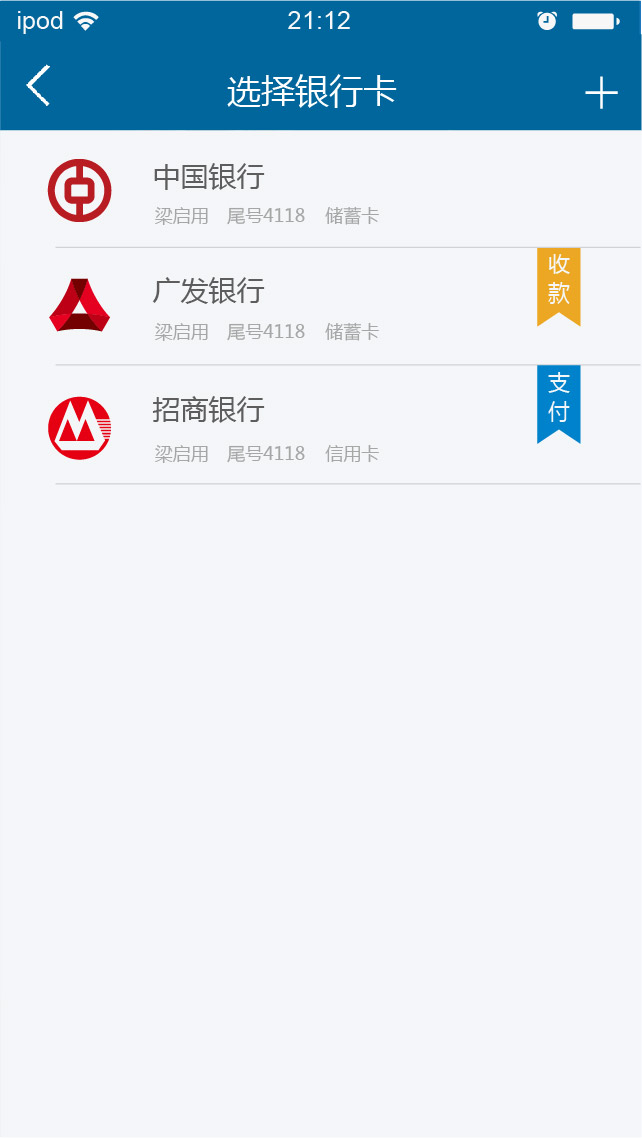 ipod 21:12
选择银行卡
中国银行
梁启用 尾号4118 储蓄卡
收款
广发银行
梁启用 尾号4118 储蓄卡
支付
招商银行
梁启用 尾号4118 信用卡